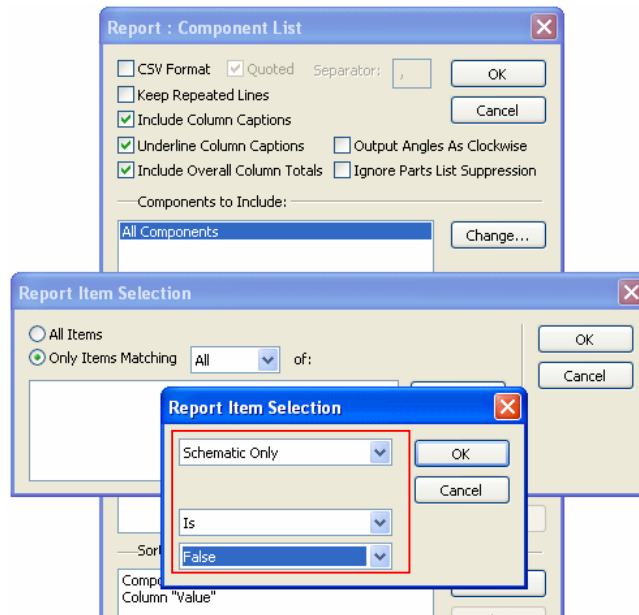 Report : Component List
CSV Format Quoted Separator: ,
OK
Keep Repeated Lines
Cancel
Include Column Captions
Underline Column Captions Output Angles As Clockwise
Include Overall Column Totals Ignore Parts List Suppression
Components to Include:
All Components
Change...
Report Item Selection
All Items
OK
Only Items Matching All of:
Cancel
Report Item Selection
Schematic Only
OK
Cancel
Is
False
Column "Value"